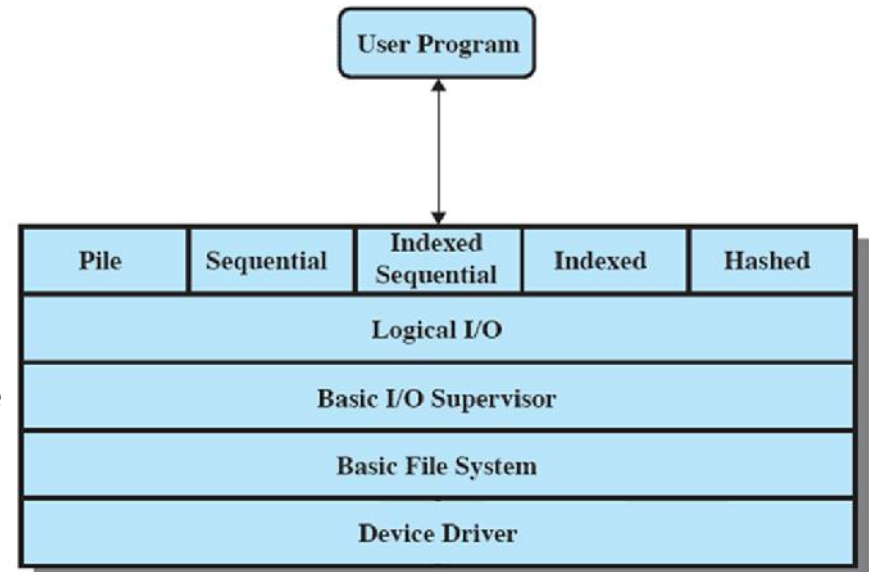 User Program
Pile
Sequential
Indexed
Sequential
Indexed
Hashed
Logical I/O
Basic I/O Supervisor
Basic File System
Device Driver